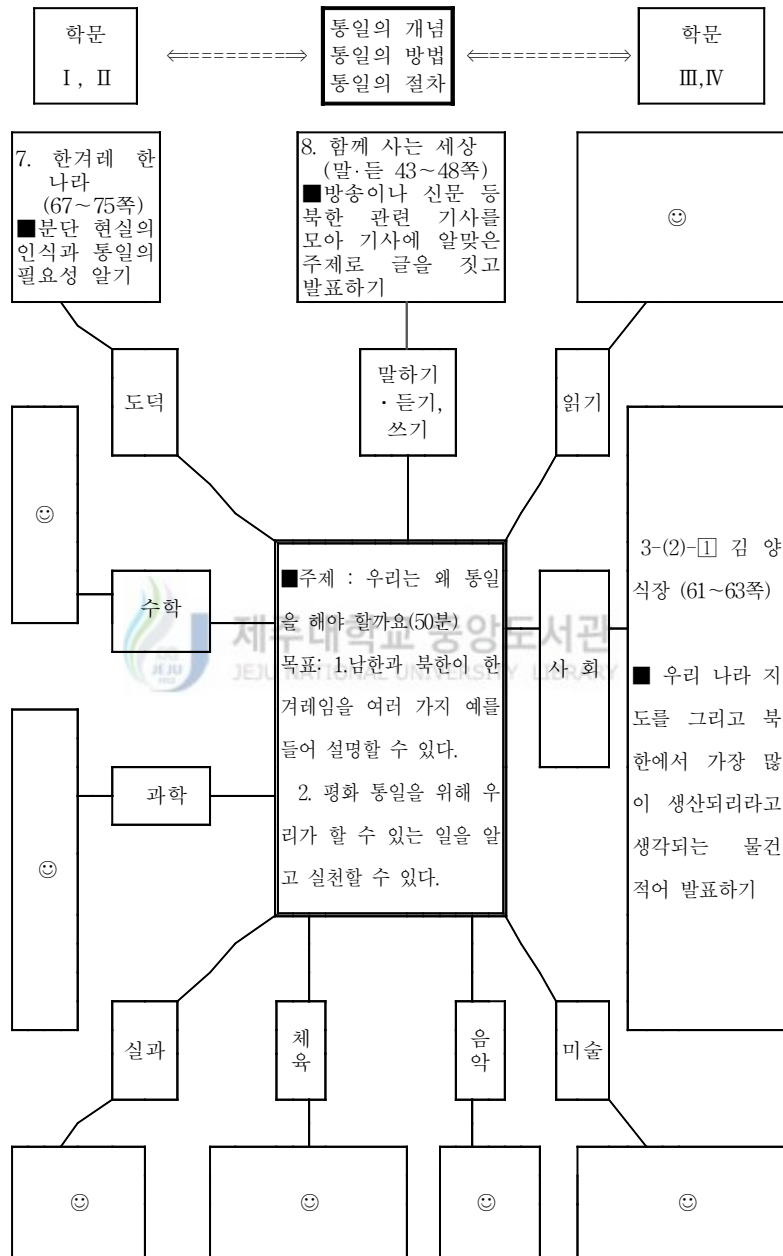 학문
Ⅰ, Ⅱ
⇐=========⇒
통일의 개념
통일의 방법
통일의 절차
⇐=========⇒
학문
Ⅲ,Ⅳ
7. 한겨레 한
나라
(67～75쪽)
■분단 현실의
인식과 통일의
필요성 알기
8. 함께 사는 세상
(말·듣 43～48쪽)
■방송이나 신문 등
북한 관련 기사를
모아 기사에 알맞은
주제로 글을 짓고
발표하기
☺
도덕
말하기
·듣기,
쓰기
읽기
☺
수학
■주제 : 우리는 왜 통일
을 해야 할까요(50분)
목표: 1.남한과 북한이 한
겨레임을 여러 가지 예를
들어 설명할 수 있다.
2. 평화 통일을 위해 우
리가 할 수 있는 일을 알
고 실천할 수 있다.
사 회
3-(2)-1 김 양
식장 (61～63쪽)
■ 우리 나라 지
도를 그리고 북
한에서 가장 많
이 생산되리라고
생각되는 물건
적어 발표하기
제주대학교 중앙도서관
JEJU NATIONAL UNIVERSITY LIBRARY
JEJU
1952
과학
☺
실과
체
육
음
악
미술
☺
☺
☺
☺